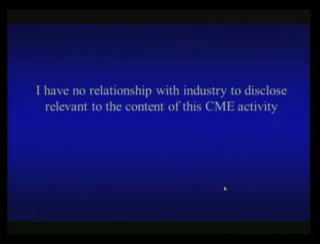 I have no relationship with industry to disclose
relevant to the content of this CME activity